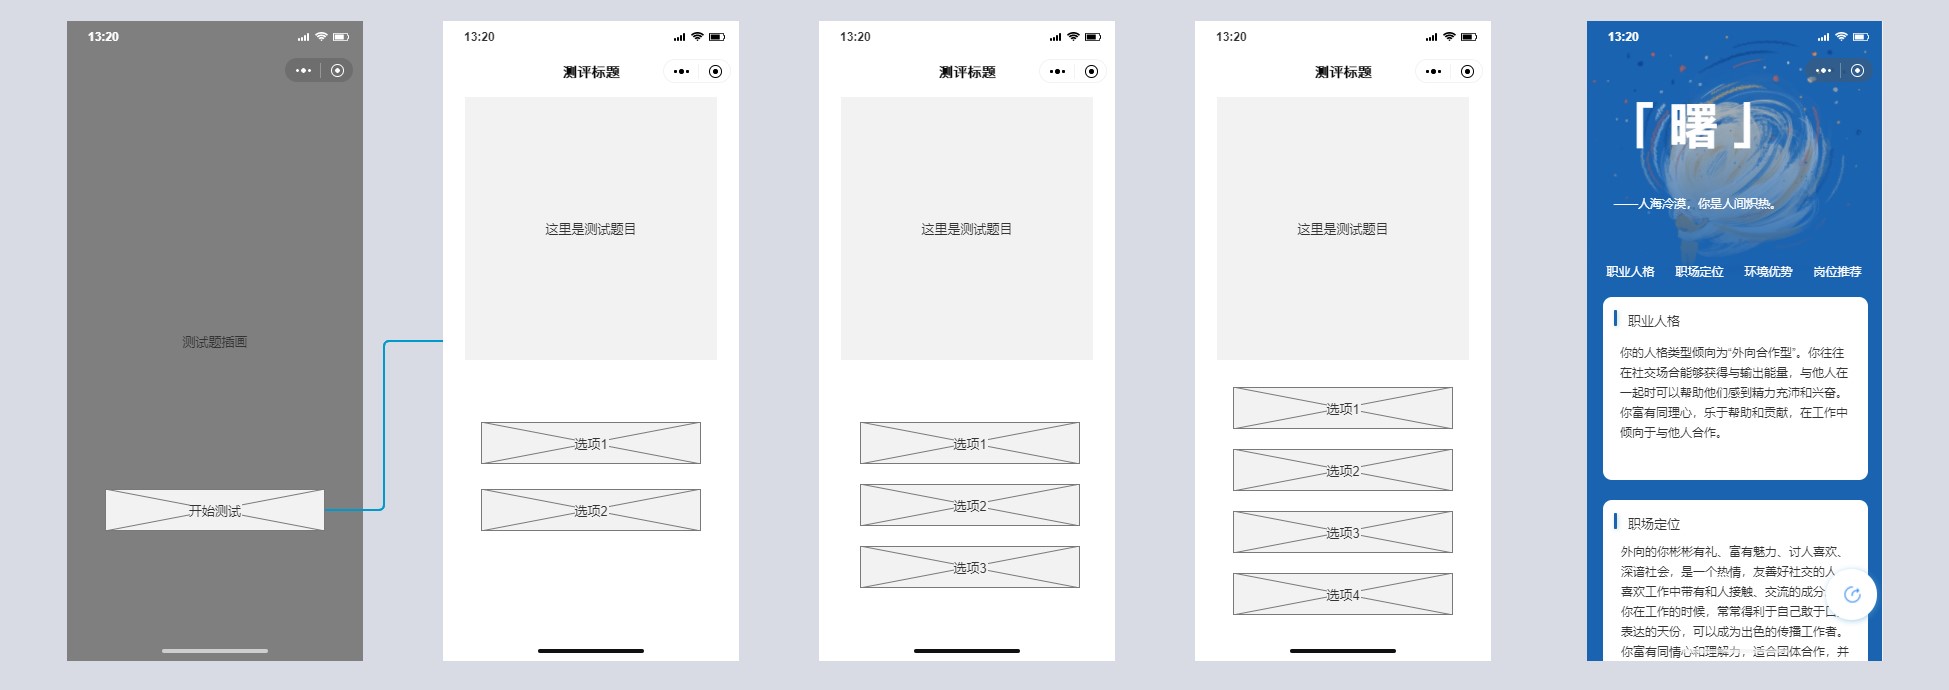 13:20
测试题插画
开始测试
13:20
测评标题
这里是测试题目
选项1
选项2
13:20
测评标题
这里是测试题目
选项1
选项2
选项3
13:20
测评标题
这里是测试题目
选项1
选项2
选项3
选项4
13:20
「曙」
——人海冷漠，你是人间炽热。
职业人格 职场定位 环境优势 岗位推荐
职业人格
你的人格类型倾向为“外向合作型”。你往往
在社交场合能够获得与输出能量，与他人在
一起时可以帮助他们感到精力充沛和兴奋。
你富有同理心，乐于帮助和贡献，在工作中
倾向于与他人合作。
职场定位
外向的你彬彬有礼、富有魅力、讨人喜欢、
深谙社会，是一个热情，友善好社交的人
喜欢工作中带有和人接触、交流的成分
你在工作的时候，常常得利于自己敢于
表达的天份，可以成为出色的传播工作者。
你富有同情心和理解力，适合团体合作，并